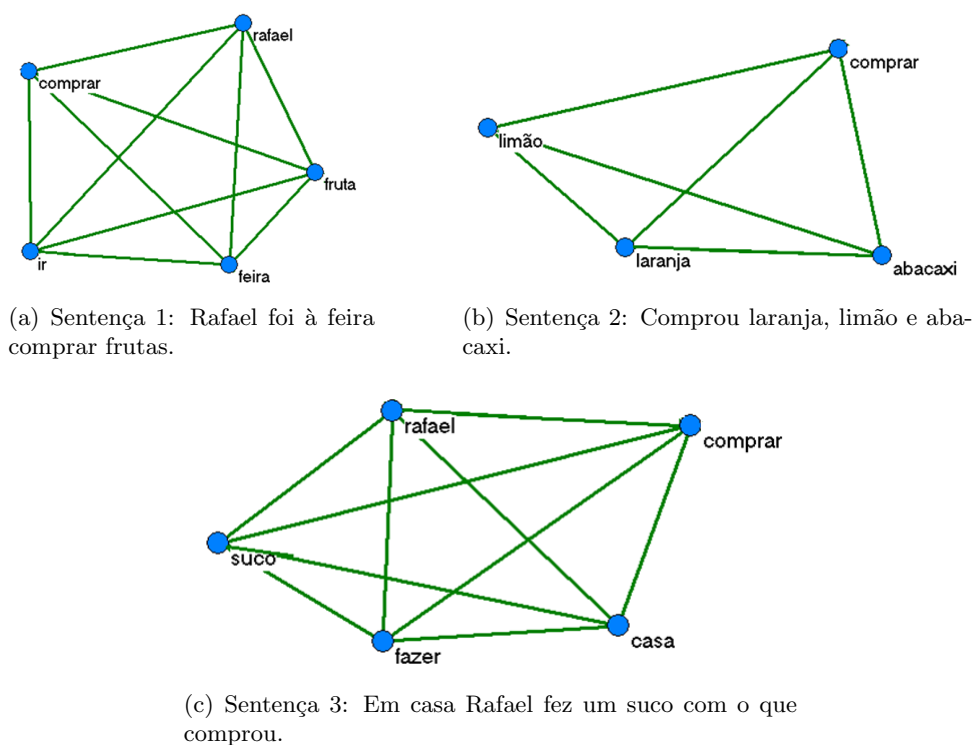 rafael
comprar
fruta
ir
feira
comprar
limão
laranja
abacaxi
(a) Sentença 1: Rafael foi à feira
comprar frutas.
(b) Sentença 2: Comprou laranja, limão e aba-
caxi.
rafael
comprar
suco
casa
fazer
(c) Sentença 3: Em casa Rafael fez um suco com o que
comprou.